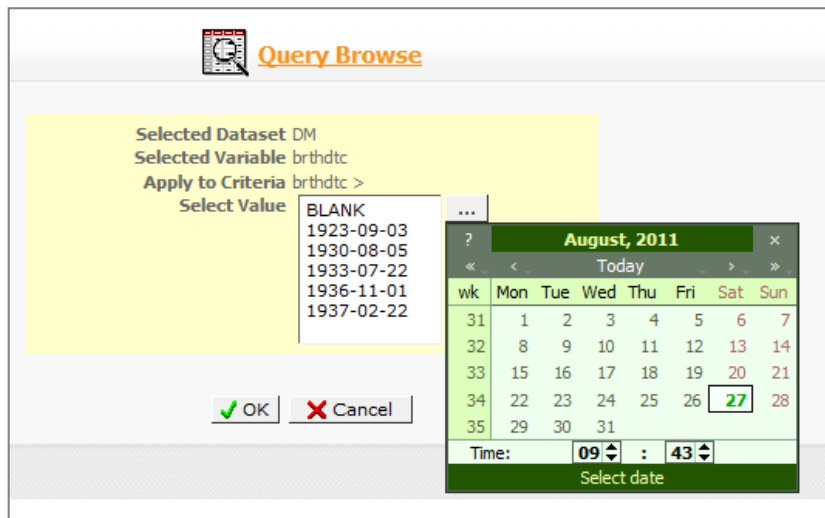 Query Browse
Selected Dataset DM
Selected Variable brthdtc
Apply to Criteria brthdtc >
Select Value
BLANK
1923-09-03
1930-08-05
1933-07-22
1936-11-01
1937-02-22
...
? August, 2011 ×
« ‹ Today › »
wk Mon Tue Wed Thu Fri Sat Sun
31 1 2 3 4 5 6 7
32 8 9 10 11 12 13 14
33 15 16 17 18 19 20 21
34 22 23 24 25 26 27 28
35 29 30 31
Time: 09 : 43
Select date
OK Cancel